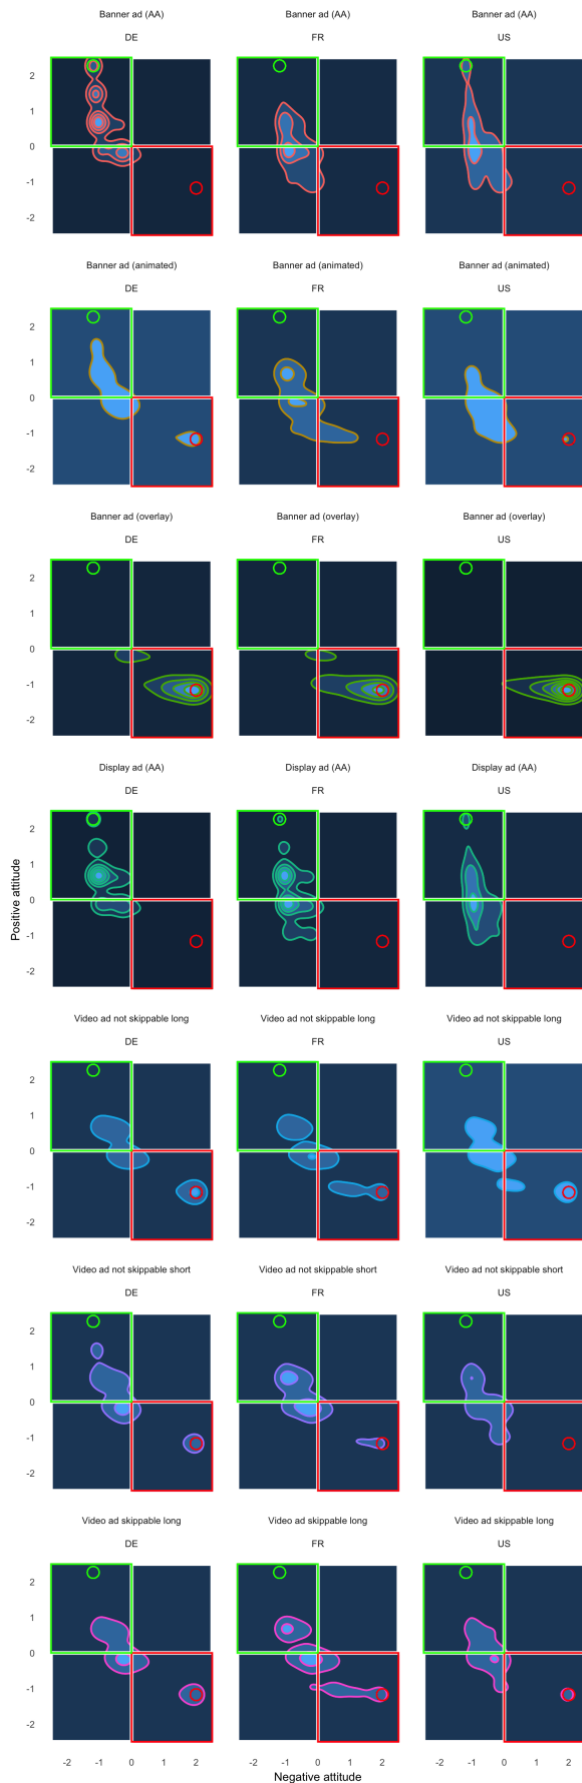 Banner ad (AA) Banner ad (AA) Banner ad (AA)
DE FR US
2
1
0
-1
-2
Banner ad (animated) Banner ad (animated) Banner ad (animated)
DE FR US
2
1
0
-1
-2
Banner ad (overlay) Banner ad (overlay) Banner ad (overlay)
DE FR US
2
1
0
-1
-2
Display ad (AA) Display ad (AA) Display ad (AA)
DE FR US
2
1
0
-1
-2
Positive attitude
Video ad not skippable long Video ad not skippable long Video ad not skippable long
DE FR US
2
1
0
-1
-2
Video ad not skippable short Video ad not skippable short Video ad not skippable short
DE FR US
2
1
0
-1
-2
Video ad skippable long Video ad skippable long Video ad skippable long
DE FR US
2
1
0
-1
-2
-2 -1 0 1 2 -2 -1 0 1 2 -2 -1 0 1 2
Negative attitude